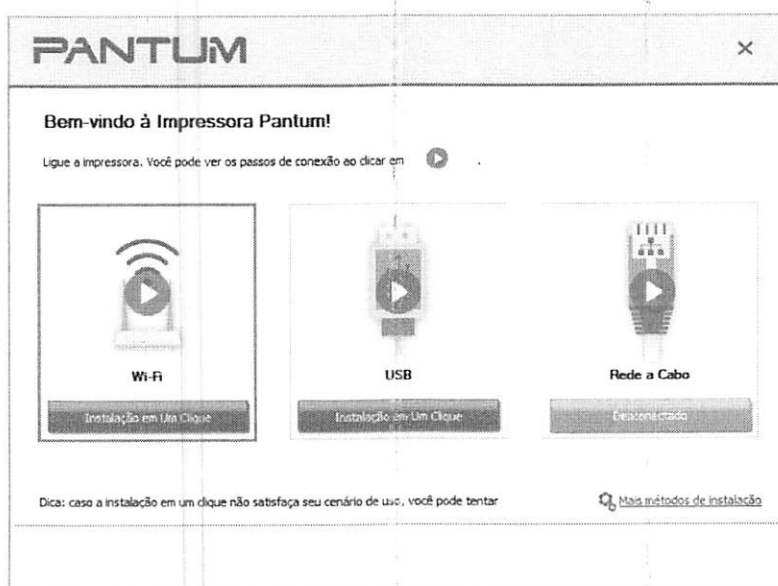 PANTUM
Bem-vindo à Impressora Pantum!
Ligue a impressora. Você pode ver os passos de conexão ao clicar em .
Wi-Fi
Instalação em Um Clique
USB
Instalação em Um Clique
Rede a Cabo
Desconectado
Dica: caso a instalação em um clique não satisfaça seu cenário de uso, você pode tentar
Mais métodos de instalação